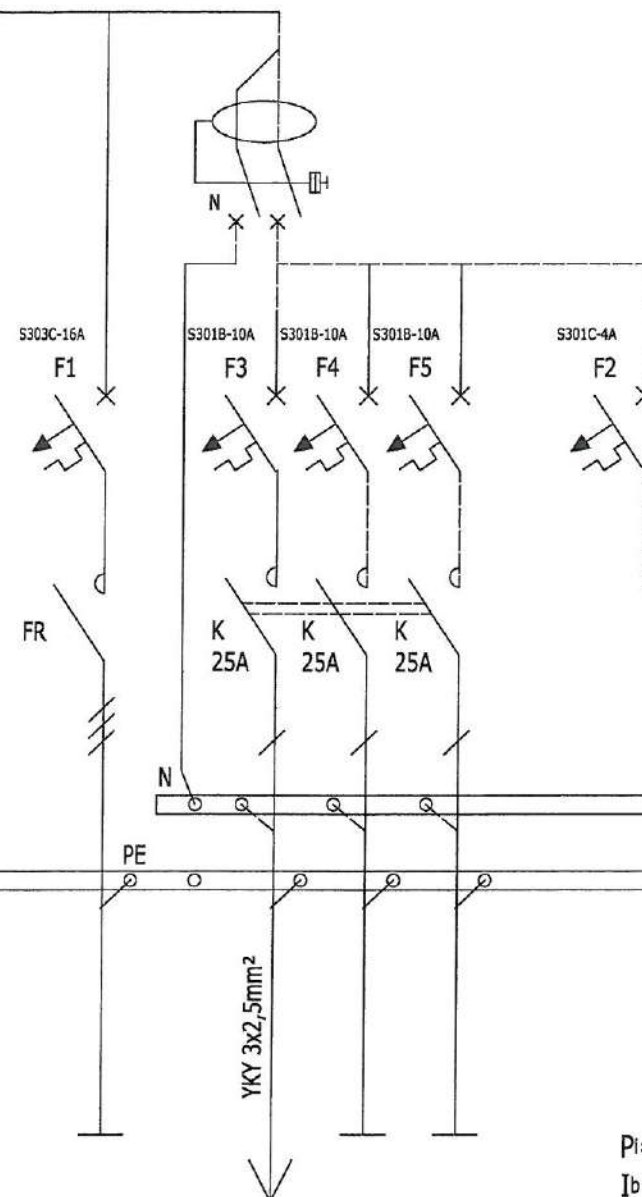 N
S303C-16A S301B-10A S301B-10A S301B-10A S301C-4A
F1 F3 F4 F5 F2
FR K K K
25A 25A 25A
N
PE
YKY 3x2,5mm²
Ib